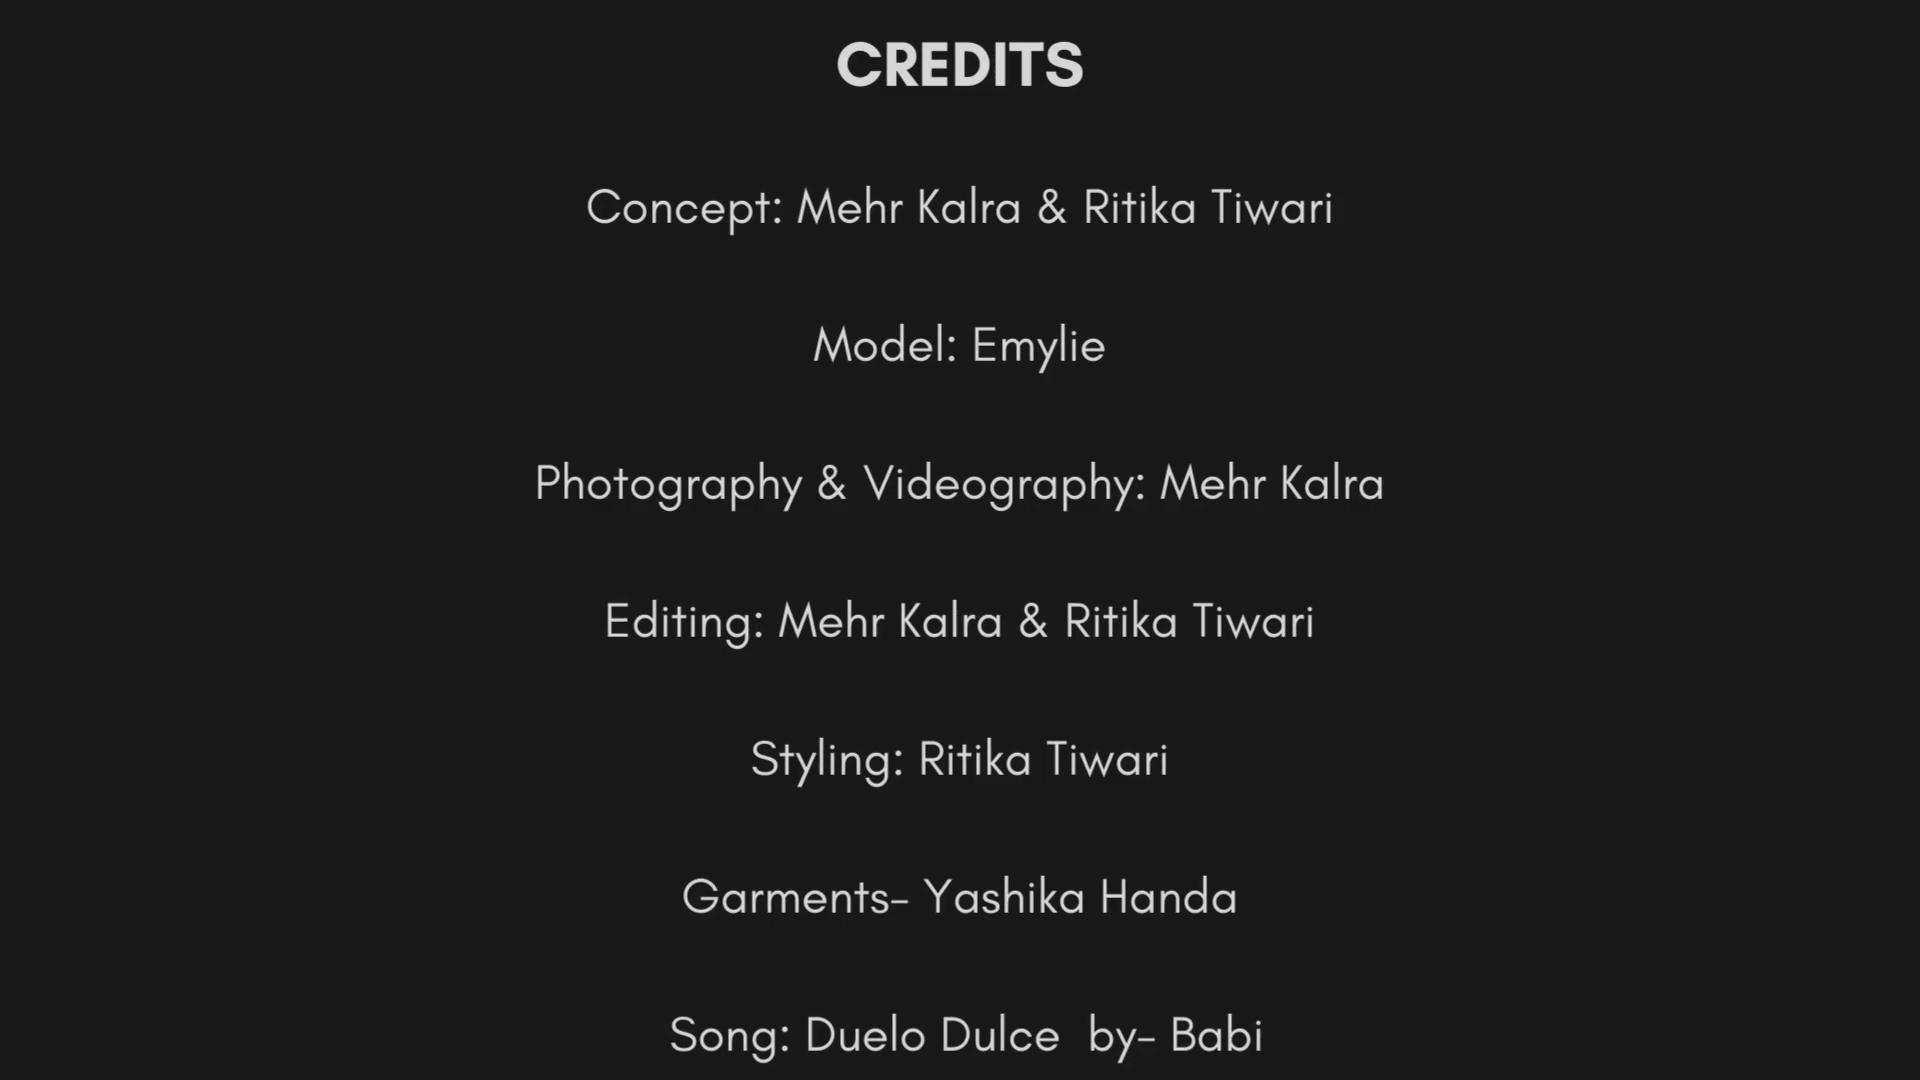 CREDITS
Concept: Mehr Kalra & Ritika Tiwari
Model: Emylie
Photography & Videography: Mehr Kalra
Editing: Mehr Kalra & Ritika Tiwari
Styling: Ritika Tiwari
Garments- Yashika Handa
Song: Duelo Dulce  by- Babi